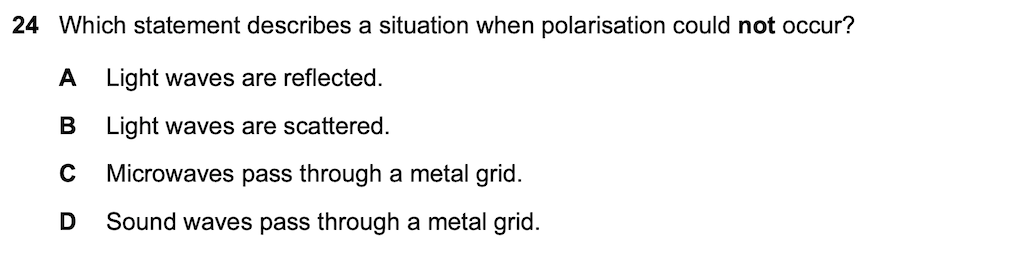 24 Which statement describes a situation when polarisation could not occur?
A Light waves are reflected.
B Light waves are scattered.
C Microwaves pass through a metal grid.
D Sound waves pass through a metal grid.